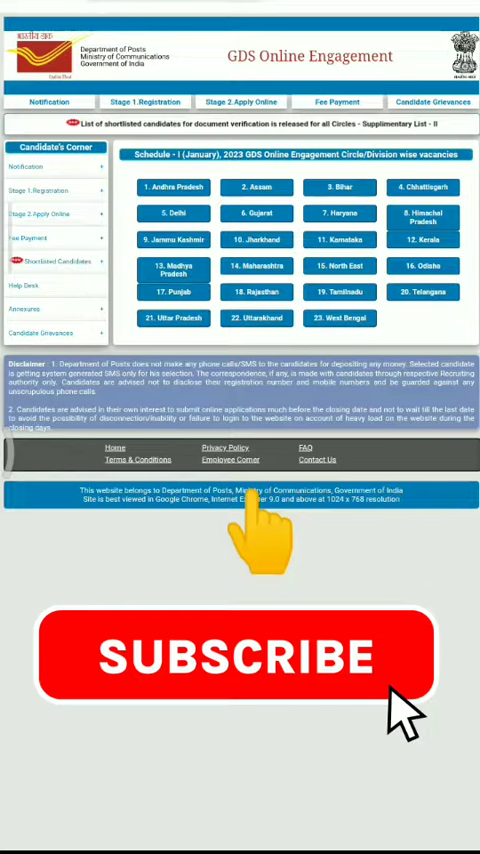 भारतीय डाक
India Post
Department of Posts
Ministry of Communications
Government of India
GDS Online Engagement
Notification
Stage 1.Registration
Stage 2.Apply Online
Fee Payment
Candidate Grievances
List of shortlisted candidates for document verification is released for all Circles - Supplimentary List - II
Candidate's Corner
Notification
Stage 1.Registration
Stage 2.Apply Online
Fee Payment
Shortlisted Candidates
Help Desk
Annexures
Candidate Grievances
Schedule - I (January), 2023 GDS Online Engagement Circle/Division wise vacancies
1. Andhra Pradesh
2. Assam
3. Bihar
4. Chhattisgarh
5. Delhi
6. Gujarat
7. Haryana
8. Himachal
Pradesh
9. Jammu Kashmir
10. Jharkhand
11. Karnataka
12. Kerala
13. Madhya
Pradesh
14. Maharashtra
15. North East
16. Odisha
17. Punjab
18. Rajasthan
19. Tamilnadu
20. Telangana
21. Uttar Pradesh
22. Uttarakhand
23. West Bengal
Disclaimer : 1. Department of Posts does not make any phone calls/SMS to the candidates for depositing any money. Selected candidate
is getting system generated SMS only for his selection. The correspondence, if any, is made with candidates through respective Recruiting
authority only. Candidates are advised not to disclose their registration number and mobile numbers and be guarded against any
unscrupulous phone calls.
2. Candidates are advised in their own interest to submit online applications much before the closing date and not to wait till the last date
to avoid the possibility of disconnection/inability or failure to login to the website on account of heavy load on the website during the
closing days.
Home
Privacy Policy
FAQ
Terms & Conditions
Employee Corner
Contact Us
This website belongs to Department of Posts, Ministry of Communications, Government of India
Site is best viewed in Google Chrome, Internet Explorer 9.0 and above at 1024 x 768 resolution
SUBSCRIBE